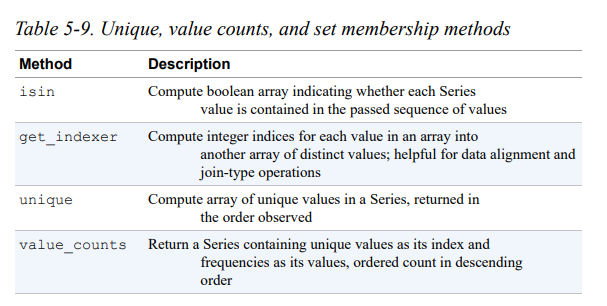 Table 5-9. Unique, value counts, and set membership methods
Method Description
isin Compute boolean array indicating whether each Series
value is contained in the passed sequence of values
get_indexer Compute integer indices for each value in an array into
another array of distinct values; helpful for data alignment and
join-type operations
unique Compute array of unique values in a Series, returned in
the order observed
value_counts Return a Series containing unique values as its index and
frequencies as its values, ordered count in descending
order